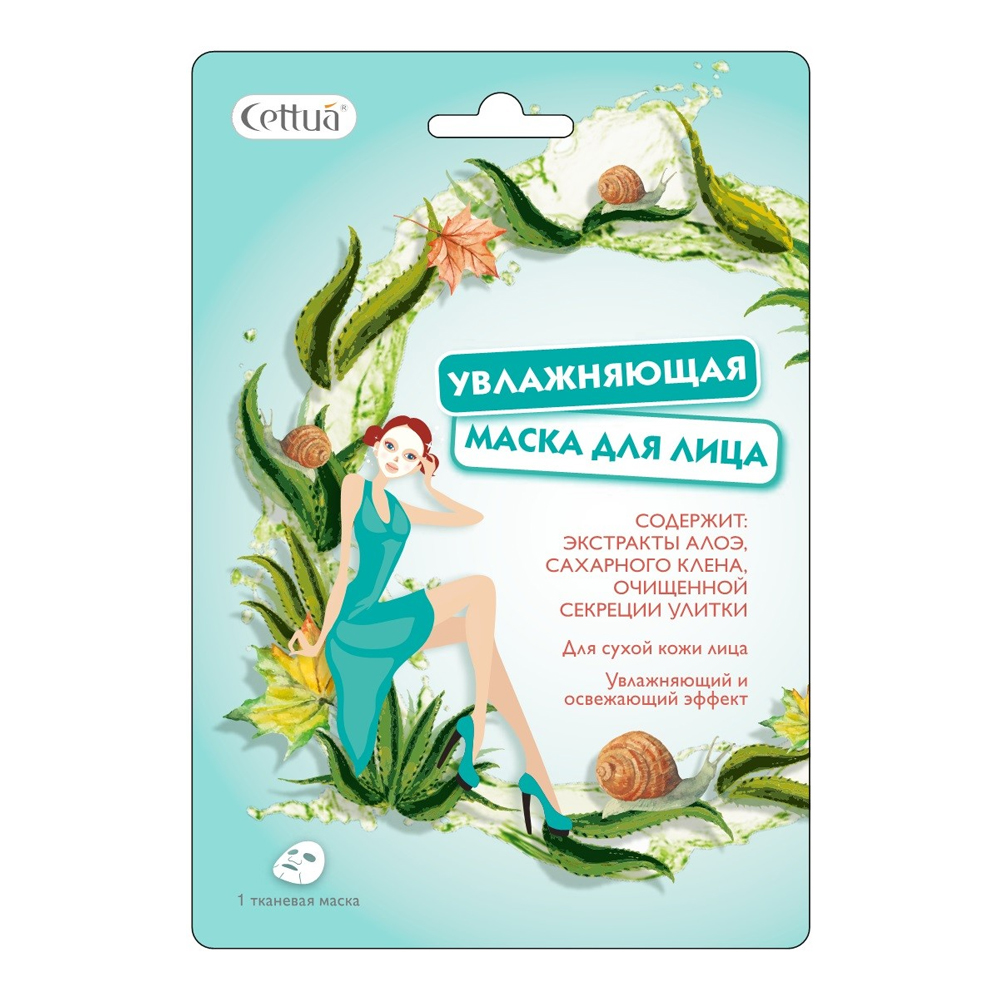 Cettuá®
УВЛАЖНЯЮЩАЯ
МАСКА ДЛЯ ЛИЦА
СОДЕРЖИТ:
ЭКСТРАКТЫ АЛОЭ,
САХАРНОГО КЛЕНА,
ОЧИЩЕННОЙ
СЕКРЕЦИИ УЛИТКИ
Для сухой кожи лица
Увлажняющий и
освежающий эффект
1 тканевая маска